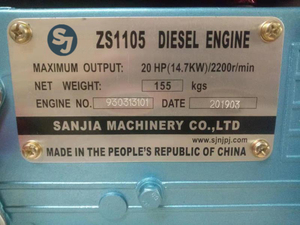 SJ ZS1105 DIESEL ENGINE
MAXIMUM OUTPUT: 20 HP(14.7KW)/2200r/min
NET WEIGHT: 155 kgs
ENGINE NO. 930313101 DATE 201903
SANJIA MACHINERY CO.,LTD
www.sjnjpj.com
MADE IN THE PEOPLE'S REPUBLIC OF CHINA